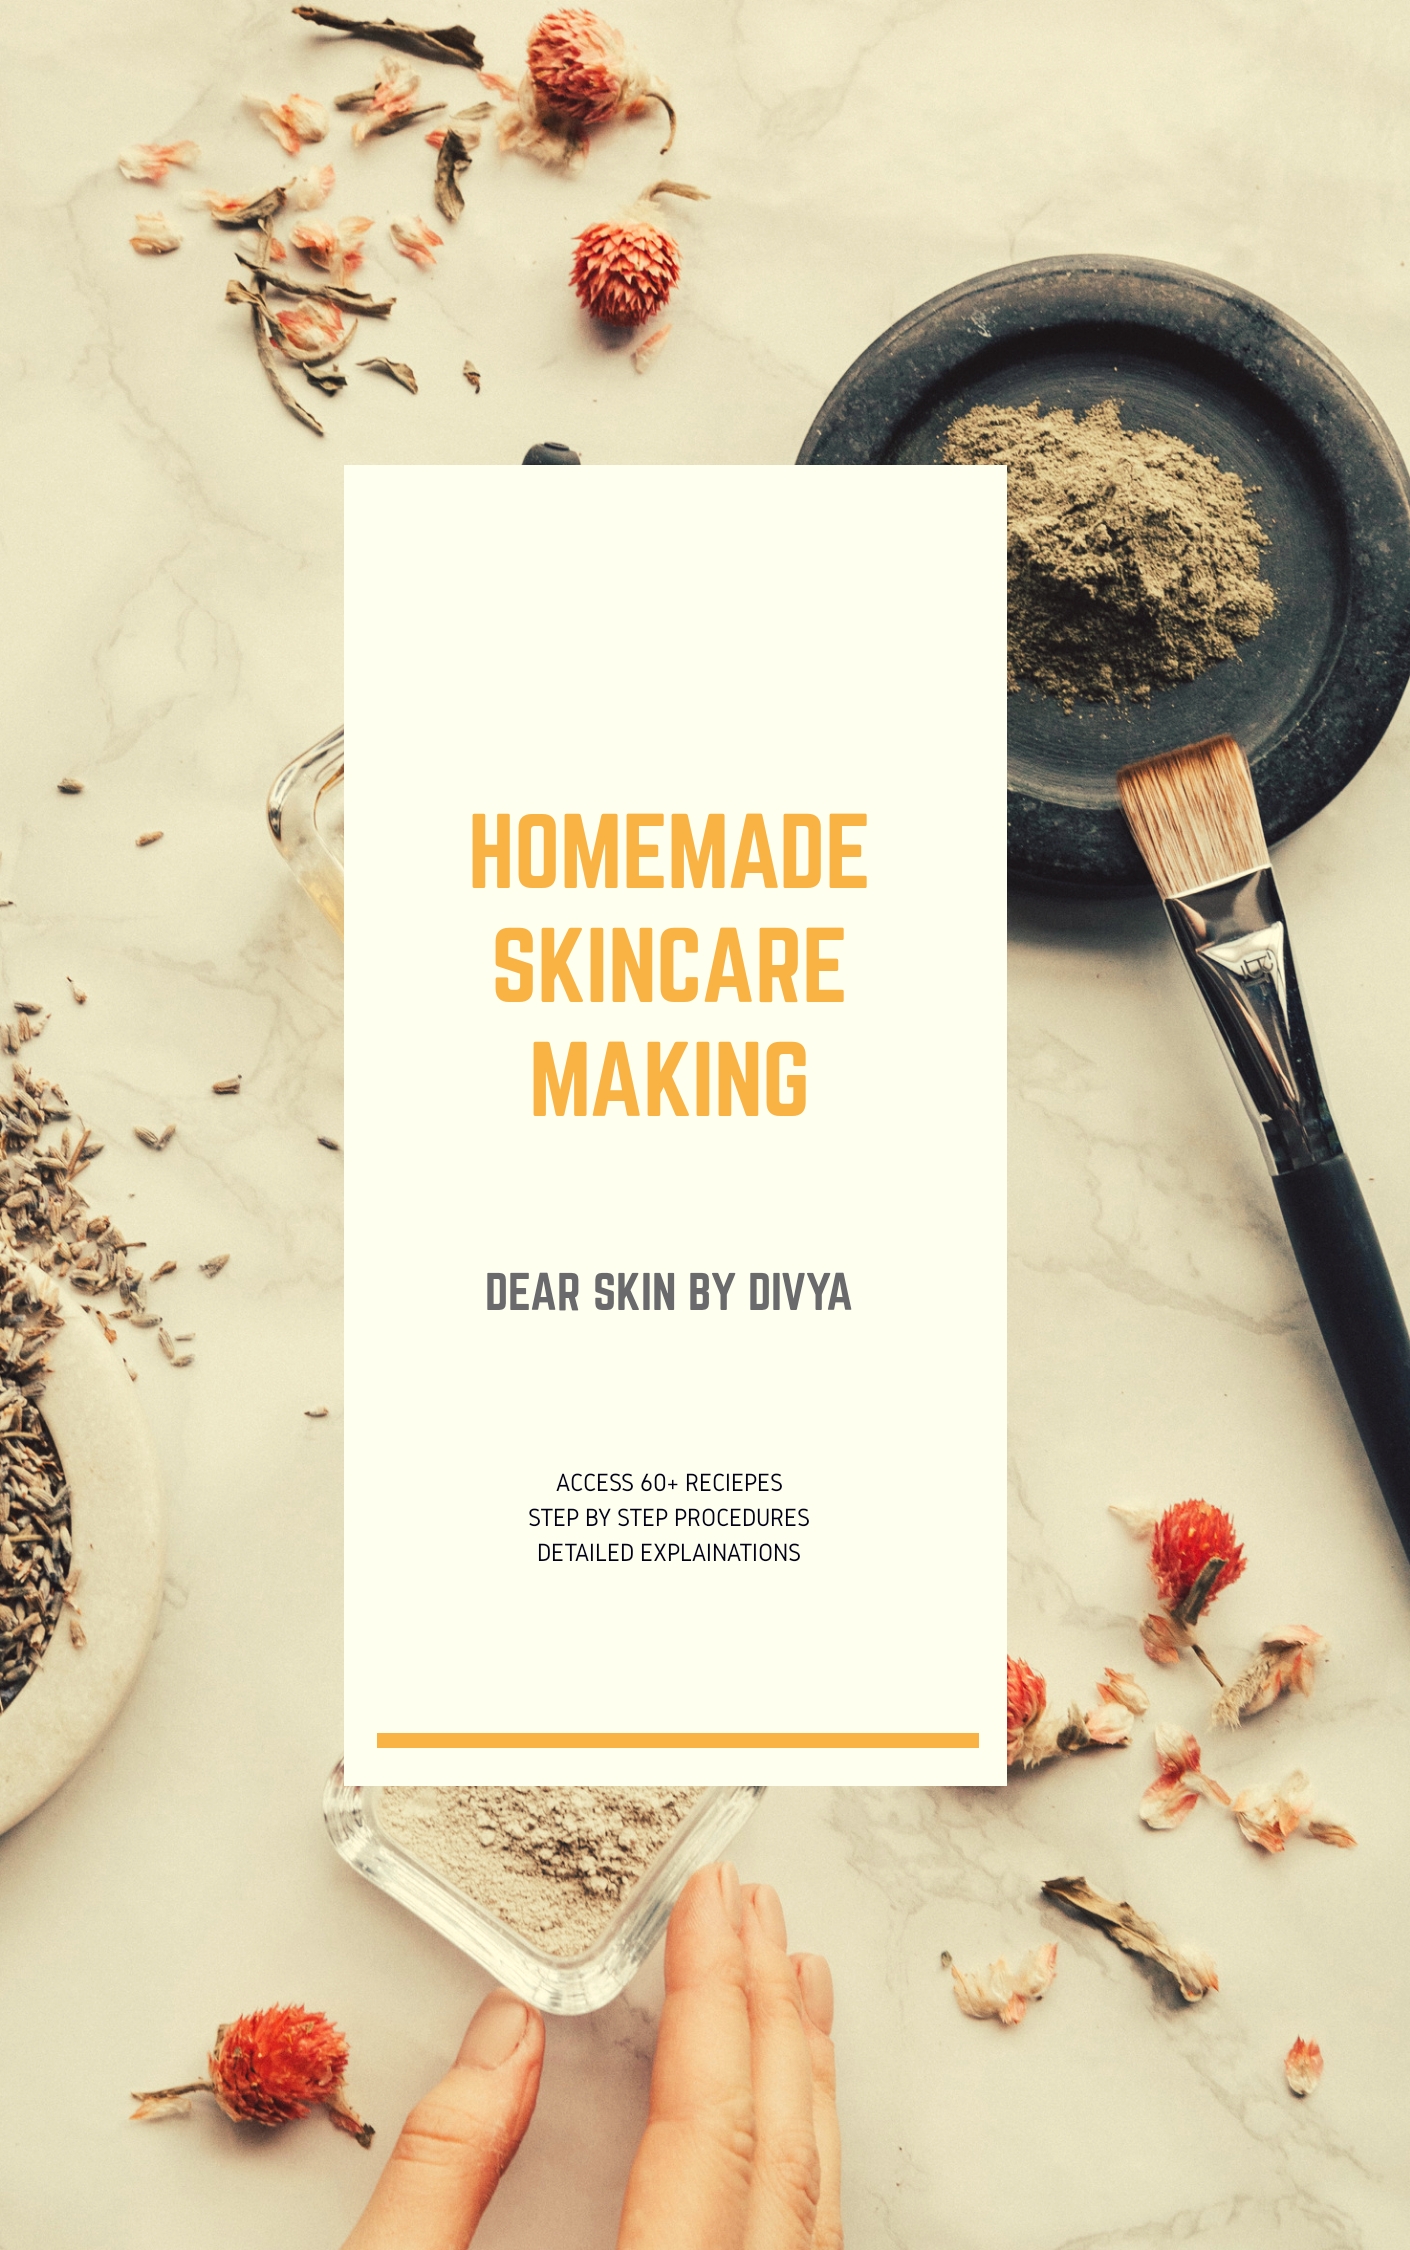 HOMEMADE
SKINCARE
MAKING
DEAR SKIN BY DIVYA
ACCESS 60+ RECIEPES
STEP BY STEP PROCEDURES
DETAILED EXPLAINATIONS